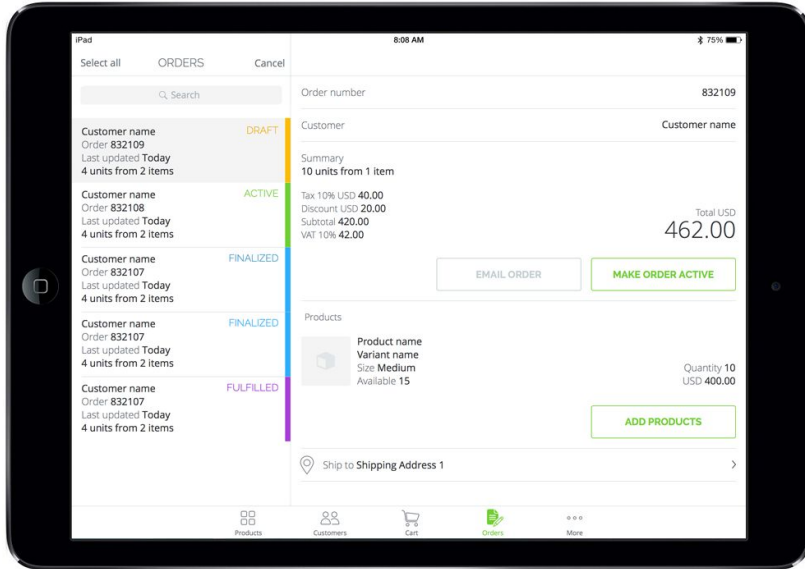 iPad
8:08 AM
75%
Select all
ORDERS
Cancel
Search
Customer name
DRAFT
Order 832109
Last updated Today
4 units from 2 items
Customer name
ACTIVE
Order 832108
Last updated Today
4 units from 2 items
Customer name
FINALIZED
Order 832107
Last updated Today
4 units from 2 items
Customer name
FINALIZED
Order 832107
Last updated Today
4 units from 2 items
Customer name
FULFILLED
Order 832107
Last updated Today
4 units from 2 items
Order number
832109
Customer
Customer name
Summary
10 units from 1 item
Tax 10% USD 40.00
Discount USD 20.00
Subtotal 420.00
VAT 10% 42.00
Total USD
462.00
EMAIL ORDER
MAKE ORDER ACTIVE
Products
Product name
Variant name
Size Medium
Available 15
Quantity 10
USD 400.00
ADD PRODUCTS
Ship to Shipping Address 1
Products
Customers
Cart
Orders
More